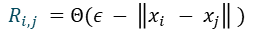 R_{i,j} = Θ(ϵ − ‖x_i − x_j‖)